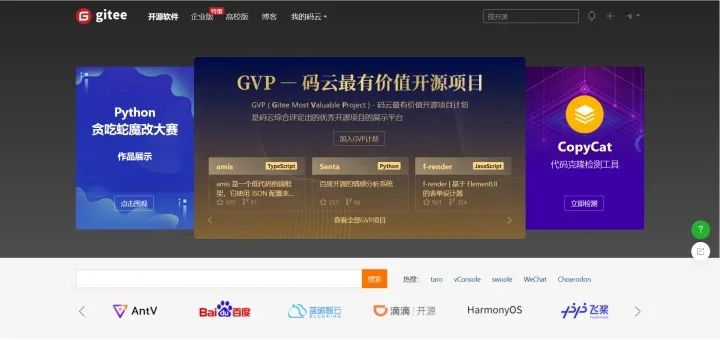 gitee
开源软件
企业版
特惠
高校版
博客
我的码云
搜开源
Python
贪吃蛇魔改大赛
作品展示
点击围观
GVP — 码云最有价值开源项目
GVP ( Gitee Most Valuable Project ) - 码云最有价值开源项目计划
是码云综合评定出的优秀开源项目的展示平台
加入GVP计划
amis
TypeScript
amis 是一个低代码前端框
架，它使用 JSON 配置来...
Senta
Python
百度开源的情感分析系统
f-render
JavaScript
f-render | 基于 ElementUI
的表单设计器
查看全部GVP项目
CopyCat
代码克隆检测工具
立即检测
?
搜索
热搜：
taro
vConsole
swoole
WeChat
Choerodon
AntV
Bai 百度
蓝鲸智云
BLUEKING
滴滴 | 开源
HarmonyOS
飞桨